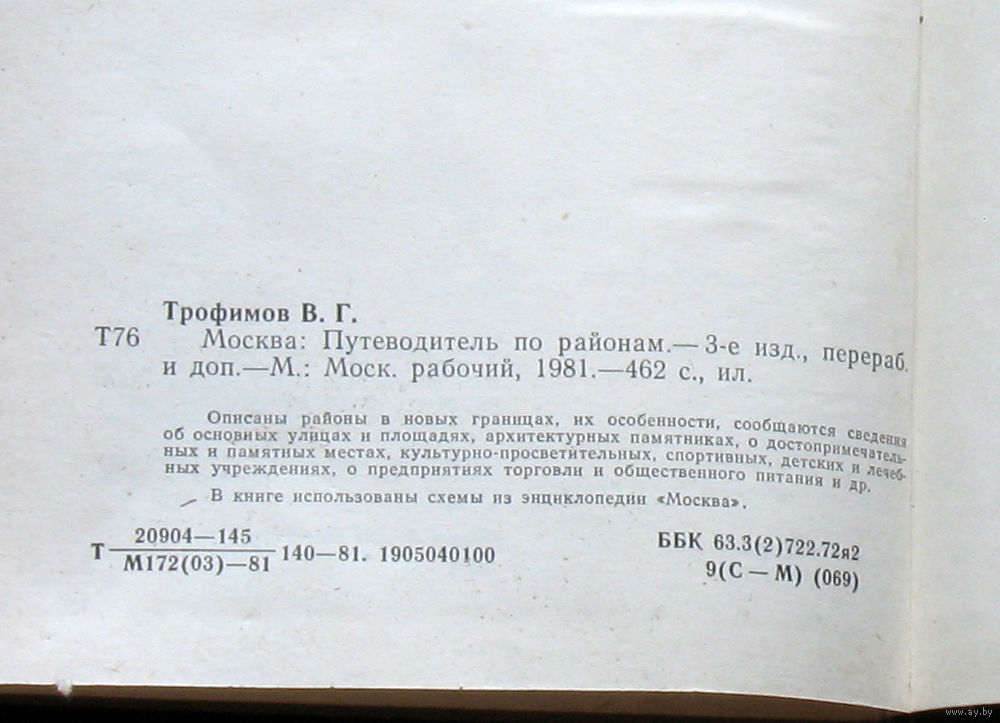 Трофимов В. Г.
Т76 Москва: Путеводитель по районам.— 3-е изд., перераб.
и доп.—М.: Моск. рабочий, 1981.—462 с., ил.
Описаны районы в новых границах, их особенности, сообщаются сведения
об основных улицах и площадях, архитектурных памятниках, о достопримечатель-
ных и памятных местах, культурно-просветительных, спортивных, детских и лечеб-
ных учреждениях, о предприятиях торговли и общественного питания и др.
В книге использованы схемы из энциклопедии «Москва».
Т 20904—145
М172(03)—81 140—81. 1905040100
ББК 63.3(2)722.72я2
9(С — М) (069)
www.ay.by